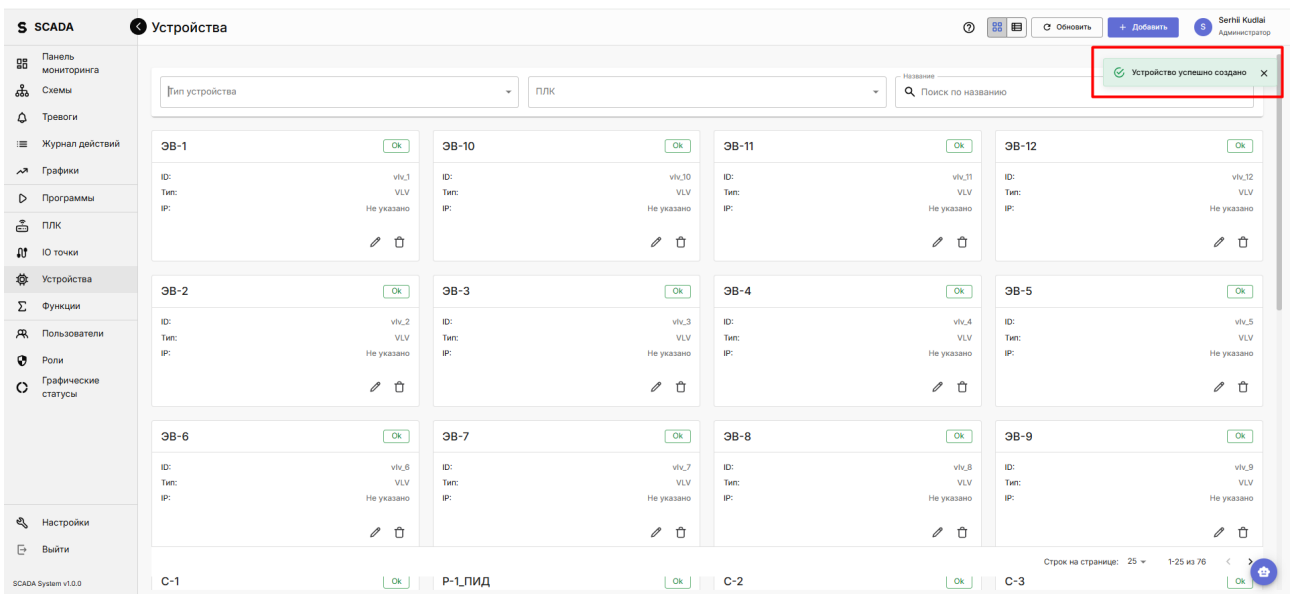 S SCADA
Устройства
Обновить
+ Добавить
S
Serhii Kudlai
Администратор
Панель
мониторинга
Схемы
Тревоги
Журнал действий
Графики
Программы
ПЛК
IO точки
Устройства
Функции
Пользователи
Роли
Графические
статусы
Настройки
Выйти
SCADA System v1.0.0
Устройство успешно создано
Тип устройства
ПЛК
Название
Поиск по названию
ЭВ-1 Ok
ID: vlv_1
Тип: VLV
IP: Не указано
ЭВ-10 Ok
ID: vlv_10
Тип: VLV
IP: Не указано
ЭВ-11 Ok
ID: vlv_11
Тип: VLV
IP: Не указано
ЭВ-12 Ok
ID: vlv_12
Тип: VLV
IP: Не указано
ЭВ-2 Ok
ID: vlv_2
Тип: VLV
IP: Не указано
ЭВ-3 Ok
ID: vlv_3
Тип: VLV
IP: Не указано
ЭВ-4 Ok
ID: vlv_4
Тип: VLV
IP: Не указано
ЭВ-5 Ok
ID: vlv_5
Тип: VLV
IP: Не указано
ЭВ-6 Ok
ID: vlv_6
Тип: VLV
IP: Не указано
ЭВ-7 Ok
ID: vlv_7
Тип: VLV
IP: Не указано
ЭВ-8 Ok
ID: vlv_8
Тип: VLV
IP: Не указано
ЭВ-9 Ok
ID: vlv_9
Тип: VLV
IP: Не указано
Строк на странице: 25 1-25 из 76
C-1 Ok
Р-1_ПИД Ok
C-2 Ok
C-3 Ok